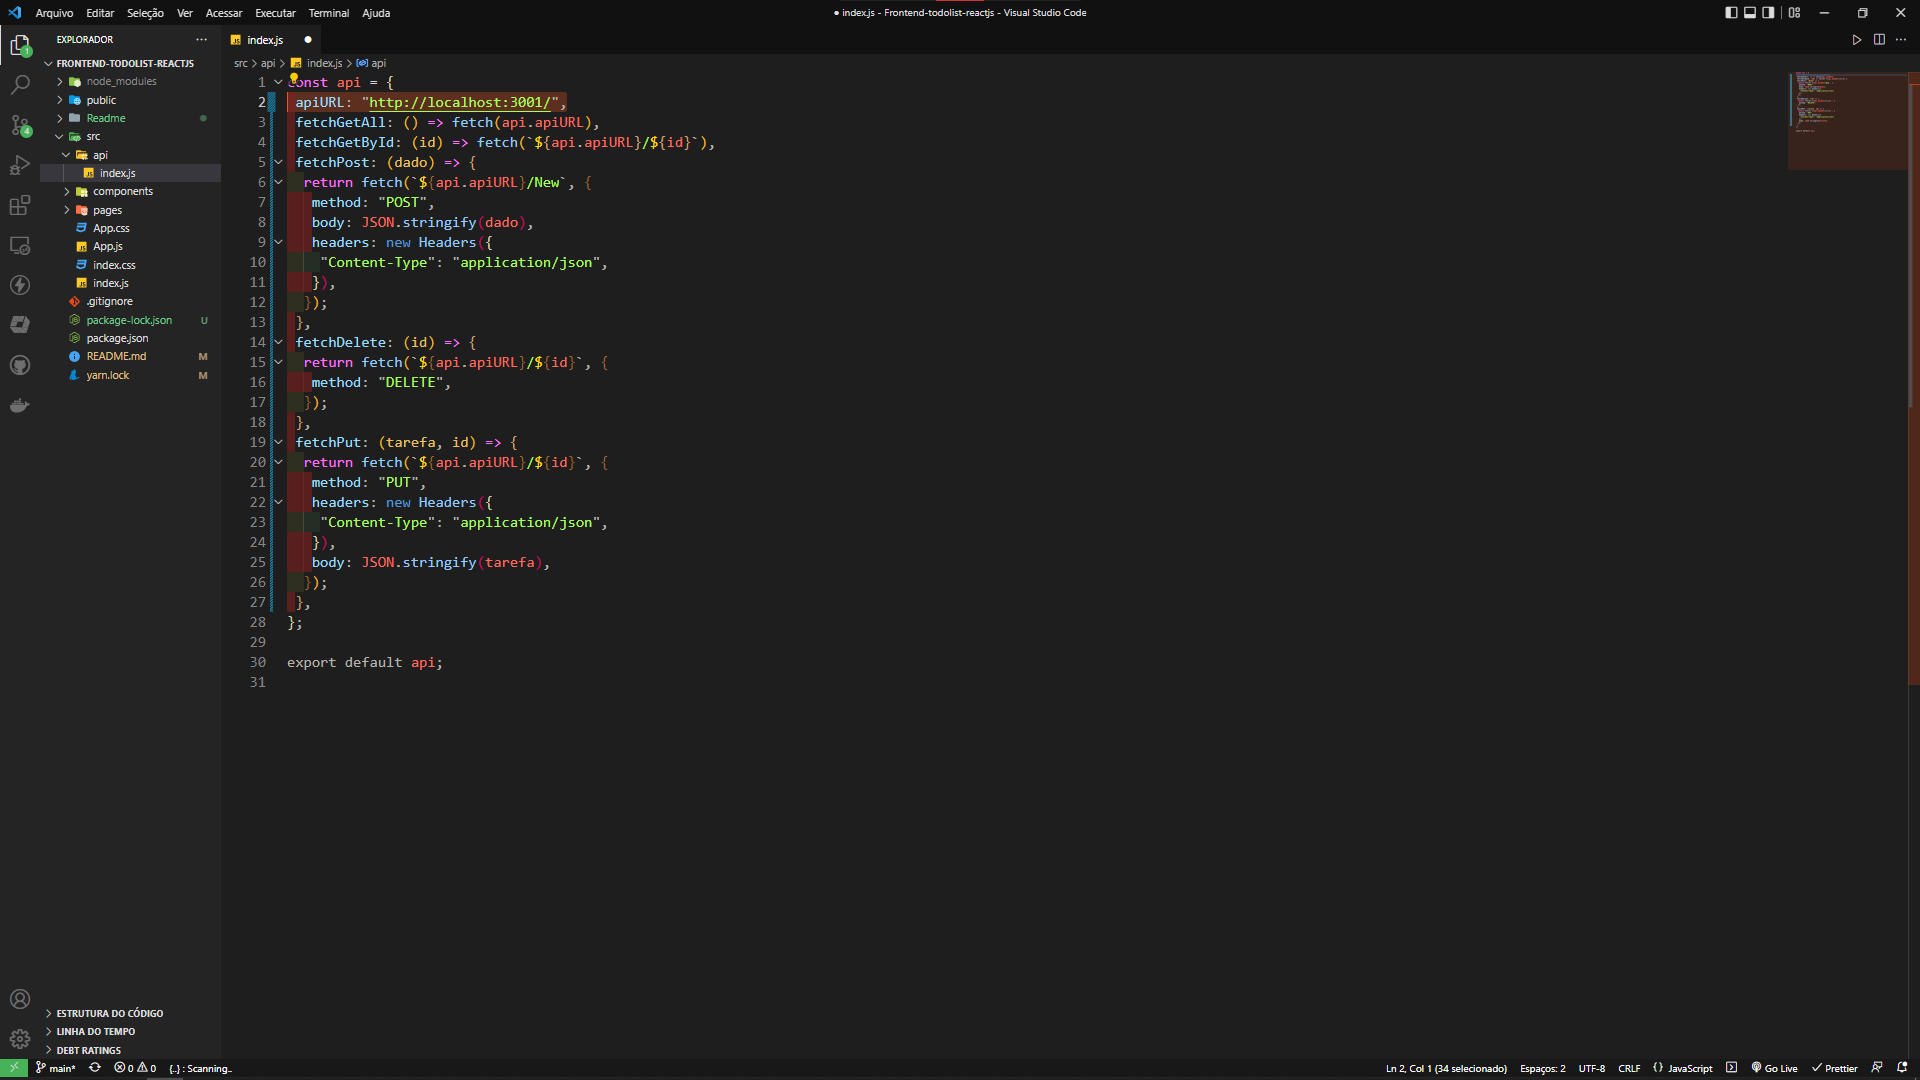 Arquivo Editar Seleção Ver Acessar Executar Terminal Ajuda
● index.js - Frontend-todolist-reactjs - Visual Studio Code
EXPLORADOR ···
FRONTEND-TODOLIST-REACTJS
node_modules
public
Readme
src
api
index.js
components
pages
App.css
App.js
index.css
index.js
.gitignore
package-lock.json U
package.json
README.md M
yarn.lock M
ESTRUTURA DO CÓDIGO
LINHA DO TEMPO
DEBT RATINGS
1
4
index.js
src > api > index.js > api
1 const api = {
2 apiURL: "http://localhost:3001/",
3 fetchGetAll: () => fetch(api.apiURL),
4 fetchGetById: (id) => fetch(`${api.apiURL}/${id}`),
5 fetchPost: (dado) => {
6 return fetch(`${api.apiURL}/New`, {
7 method: "POST",
8 body: JSON.stringify(dado),
9 headers: new Headers({
10 "Content-Type": "application/json",
11 }),
12 });
13 },
14 fetchDelete: (id) => {
15 return fetch(`${api.apiURL}/${id}`, {
16 method: "DELETE",
17 });
18 },
19 fetchPut: (tarefa, id) => {
20 return fetch(`${api.apiURL}/${id}`, {
21 method: "PUT",
22 headers: new Headers({
23 "Content-Type": "application/json",
24 }),
25 body: JSON.stringify(tarefa),
26 });
27 },
28 };
29
30 export default api;
31
main* 0 0 {..} : Scanning..
Ln 2, Col 1 (34 selecionado) Espaços: 2 UTF-8 CRLF {} JavaScript Go Live Prettier